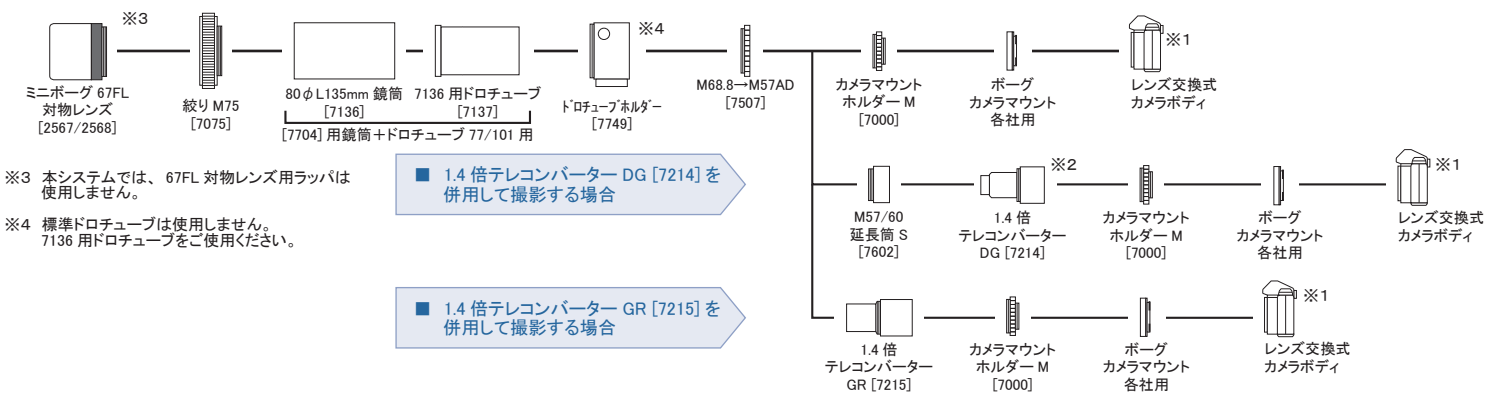 ※3
ミニボーグ 67FL
対物レンズ
[2567/2568]
絞り M75
[7075]
80φL135mm 鏡筒
[7136]
7136 用ドロチューブ
[7137]
[7704] 用鏡筒+ドロチューブ 77/101 用
※4
ドロチューブホルダー
[7749]
M68.8→M57AD
[7507]
カメラマウント
ホルダー M
[7000]
ボーグ
カメラマウント
各社用
※1
レンズ交換式
カメラボディ
※3 本システムでは、67FL 対物レンズ用ラッパは
使用しません。
※4 標準ドロチューブは使用しません。
7136 用ドロチューブをご使用ください。
■ 1.4 倍テレコンバーター DG [7214] を
併用して撮影する場合
M57/60
延長筒 S
[7602]
※2
1.4 倍
テレコンバーター
DG [7214]
カメラマウント
ホルダー M
[7000]
ボーグ
カメラマウント
各社用
※1
レンズ交換式
カメラボディ
■ 1.4 倍テレコンバーター GR [7215] を
併用して撮影する場合
1.4 倍
テレコンバーター
GR [7215]
カメラマウント
ホルダー M
[7000]
ボーグ
カメラマウント
各社用
※1
レンズ交換式
カメラボディ